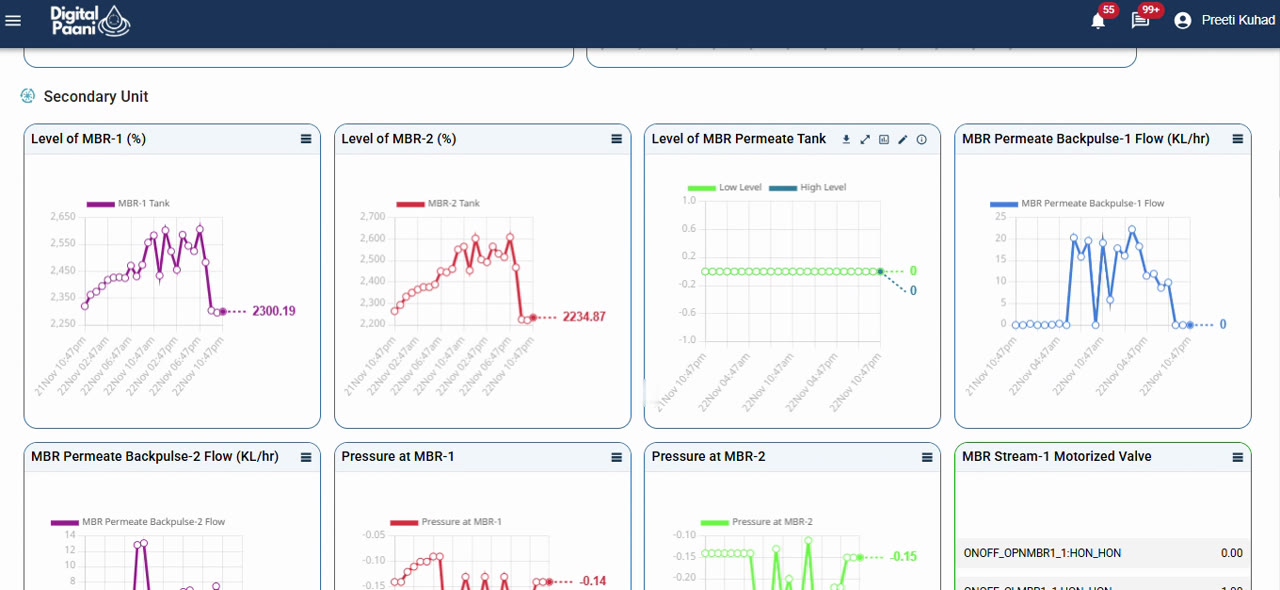 Digital
Paani
55
99+
Preeti Kuhad
Secondary Unit
Level of MBR-1 (%)
MBR-1 Tank
2,650
2,550
2,450
2,350
2,250
2300.19
21Nov 10:47pm
22Nov 02:47am
22Nov 06:47am
22Nov 10:47am
22Nov 02:47pm
22Nov 06:47pm
22Nov 10:47pm
Level of MBR-2 (%)
MBR-2 Tank
2,700
2,600
2,500
2,400
2,300
2,200
2234.87
21Nov 10:47pm
22Nov 02:47am
22Nov 06:47am
22Nov 10:47am
22Nov 02:47pm
22Nov 06:47pm
22Nov 10:47pm
Level of MBR Permeate Tank
Low Level
High Level
1.0
0.6
0.2
-0.2
-0.6
-1.0
0
0
21Nov 10:47pm
22Nov 04:47am
22Nov 10:47am
22Nov 04:47pm
22Nov 10:47pm
MBR Permeate Backpulse-1 Flow (KL/hr)
MBR Permeate Backpulse-1 Flow
25
20
15
10
5
0
0
21Nov 10:47pm
22Nov 04:47am
22Nov 10:47am
22Nov 04:47pm
22Nov 10:47pm
MBR Permeate Backpulse-2 Flow (KL/hr)
MBR Permeate Backpulse-2 Flow
14
12
10
8
Pressure at MBR-1
Pressure at MBR-1
-0.05
-0.10
-0.15
-0.14
Pressure at MBR-2
Pressure at MBR-2
-0.10
-0.15
-0.20
-0.15
MBR Stream-1 Motorized Valve
ONOFF_OPNMBR1_1:HON_HON 0.00